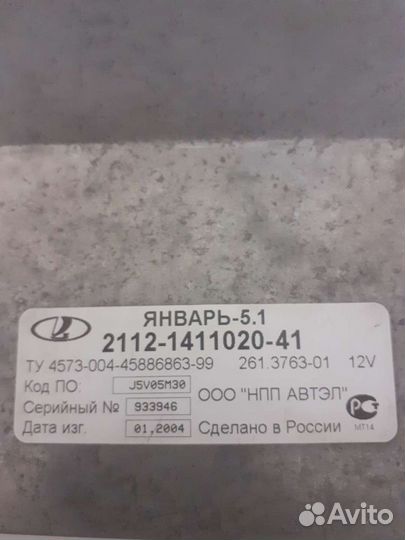 ЯНВАРЬ-5.1
2112-1411020-41
ТУ 4573-004-45886863-99 261.3763-01 12V
Код ПО: J5V05M30 ООО "НПП АВТЭЛ"
Серийный № 933946
Дата изг. 01,2004 Сделано в России
МТ14
Avito